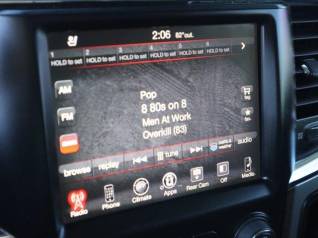 2:06 82°out.
1 2 3 4 5 6
HOLD to set HOLD to set HOLD to set HOLD to set HOLD to set HOLD to set
AM
Pop
8 80s on 8
FM
Men At Work
Overkill (83)
browse replay tune audio
Radio Phone Climate Apps Rear Cam Off Media